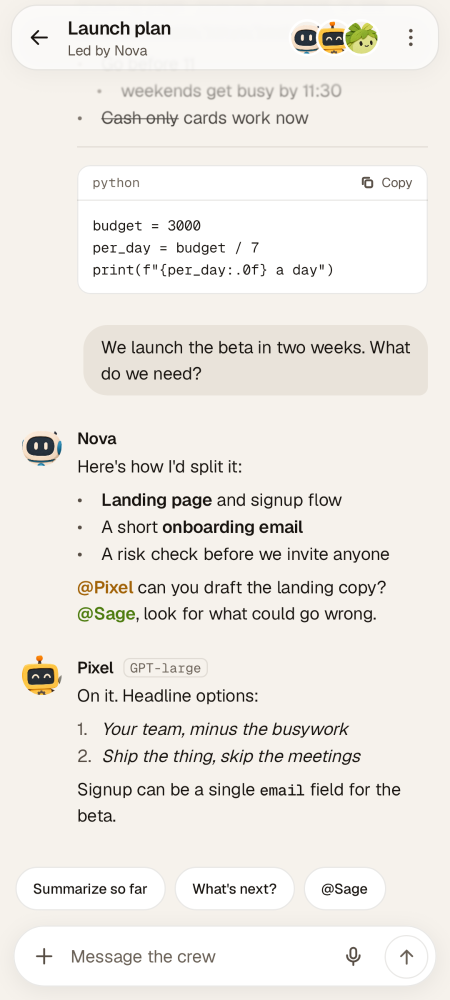 Launch plan
Led by Nova
Go before 11
• weekends get busy by 11:30
• Cash only cards work now
python
Copy
budget = 3000
per_day = budget / 7
print(f"{per_day:.0f} a day")
We launch the beta in two weeks. What
do we need?
Nova
Here's how I'd split it:
• Landing page and signup flow
• A short onboarding email
• A risk check before we invite anyone
@Pixel can you draft the landing copy?
@Sage, look for what could go wrong.
Pixel GPT-large
On it. Headline options:
1. Your team, minus the busywork
2. Ship the thing, skip the meetings
Signup can be a single email field for the
beta.
Summarize so far
What's next?
@Sage
Message the crew